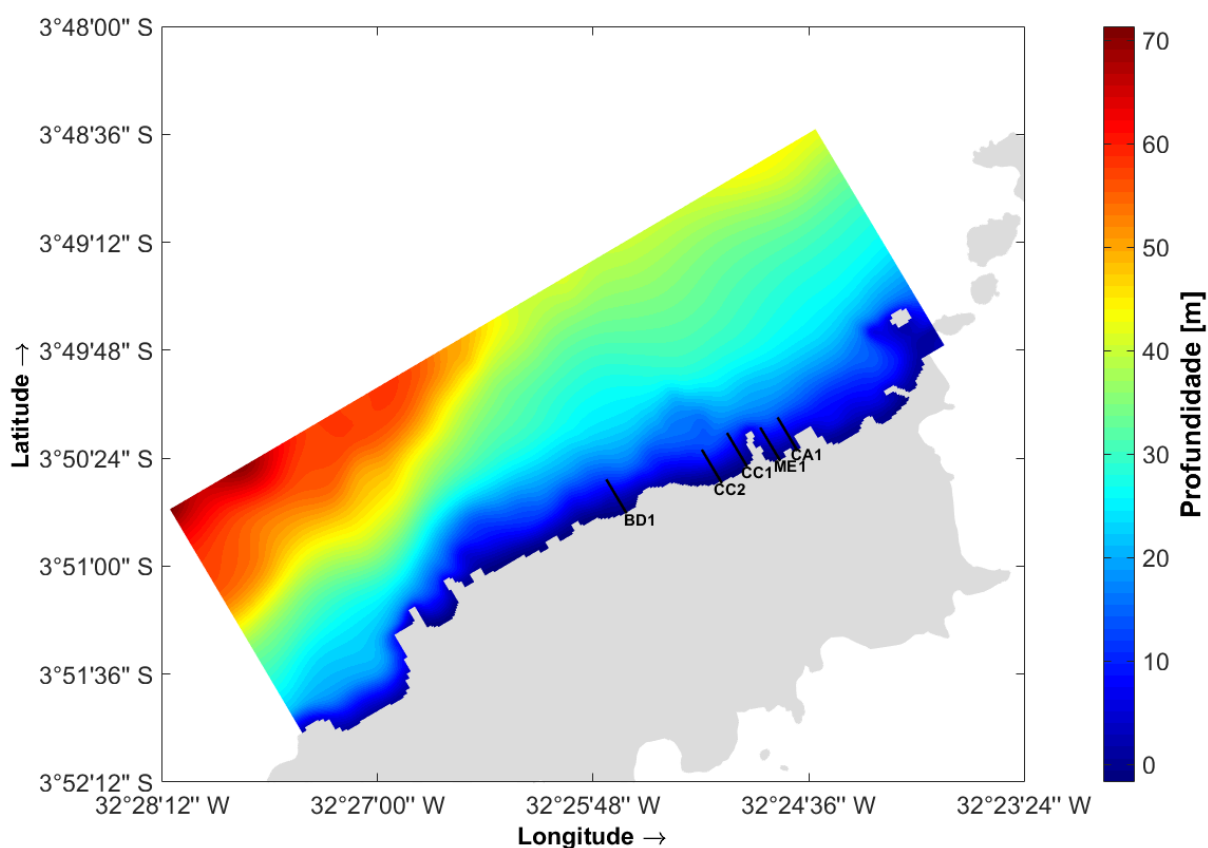 3°48'00" S
3°48'36" S
3°49'12" S
3°49'48" S
3°50'24" S
3°51'00" S
3°51'36" S
3°52'12" S
Latitude →
32°28'12" W
32°27'00" W
32°25'48" W
32°24'36" W
32°23'24" W
Longitude →
CA1
ME1
CC1
CC2
BD1
70
60
50
40
30
20
10
0
Profundidade [m]